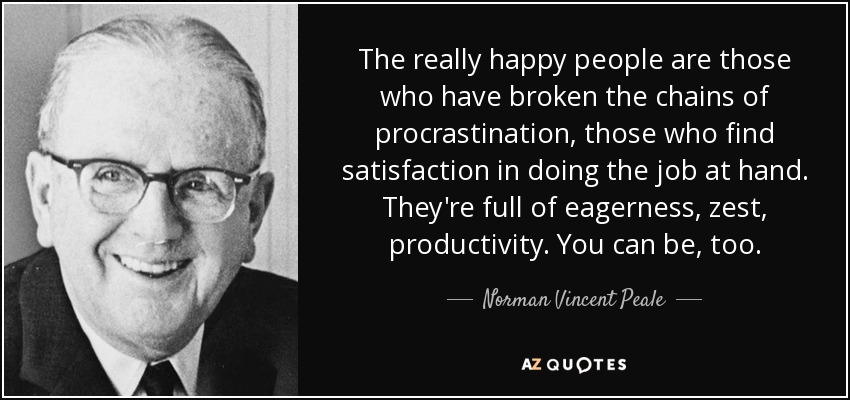 The really happy people are those
who have broken the chains of
procrastination, those who find
satisfaction in doing the job at hand.
They're full of eagerness, zest,
productivity. You can be, too.
Norman Vincent Peale
AZ QUOTES